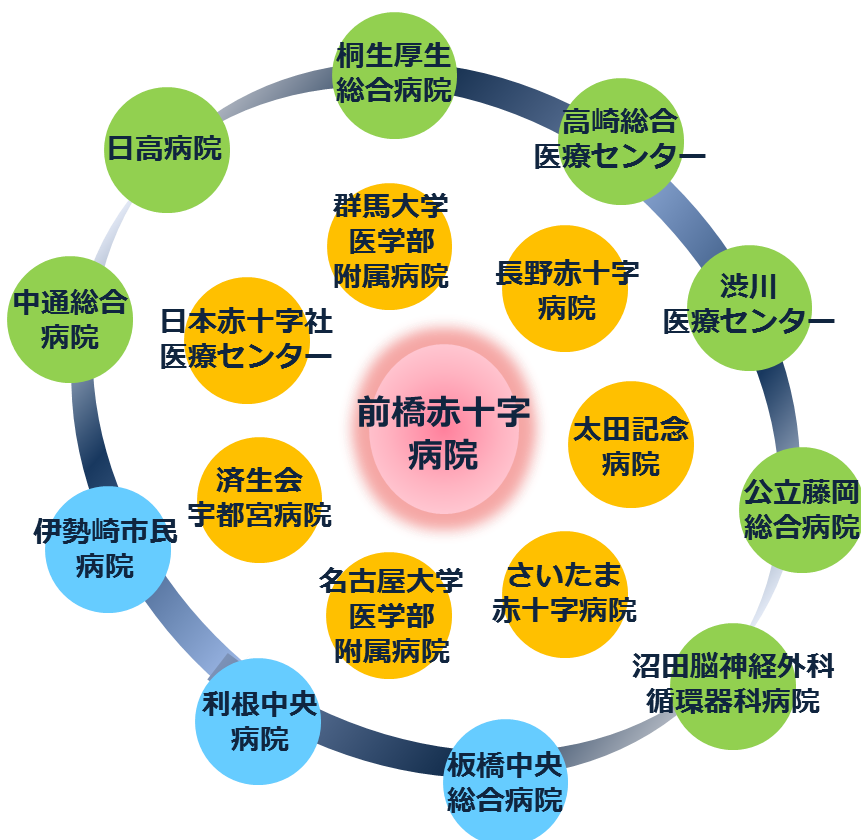 桐生厚生
総合病院
高崎総合
医療センター
日高病院
群馬大学
医学部
附属病院
長野赤十字
病院
渋川
医療センター
中通総合
病院
日本赤十字社
医療センター
前橋赤十字
病院
太田記念
病院
済生会
宇都宮病院
公立藤岡
総合病院
伊勢崎市民
病院
名古屋大学
医学部
附属病院
さいたま
赤十字病院
沼田脳神経外科
循環器科病院
利根中央
病院
板橋中央
総合病院